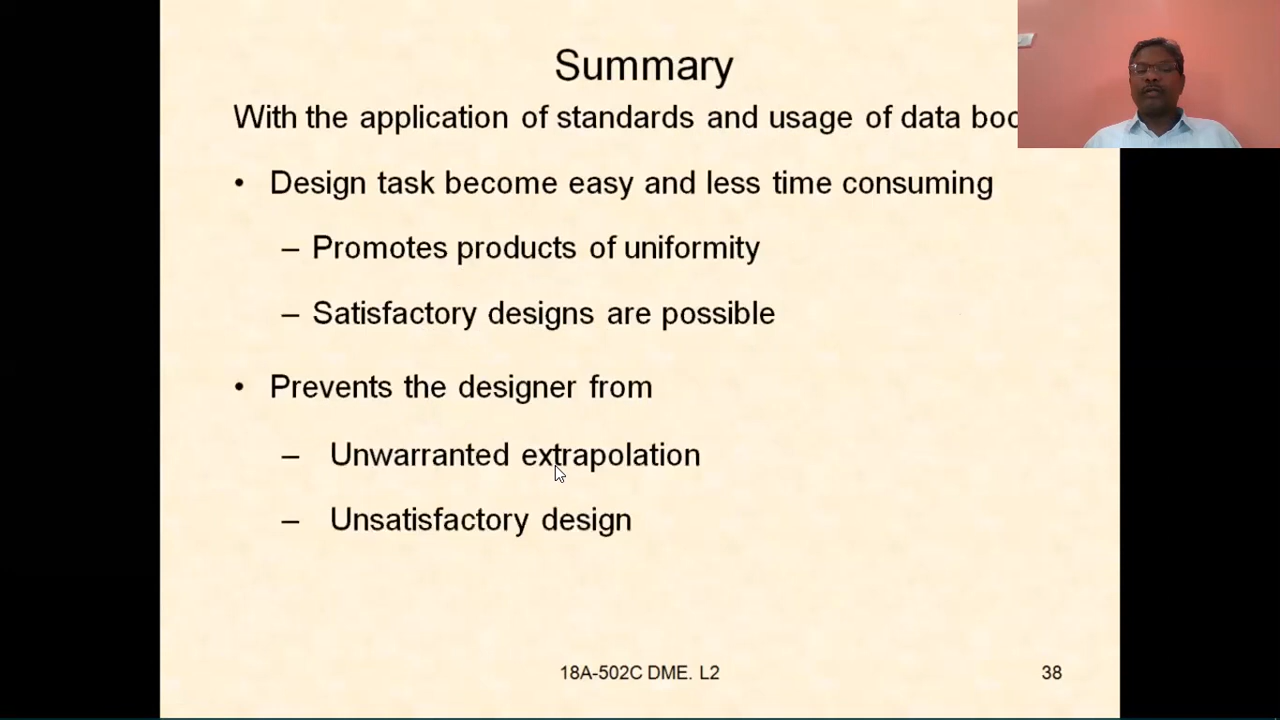 Summary
With the application of standards and usage of data
• Design task become easy and less time consuming
– Promotes products of uniformity
– Satisfactory designs are possible
• Prevents the designer from
– Unwarranted extrapolation
– Unsatisfactory design
18A-502C DME. L2
38